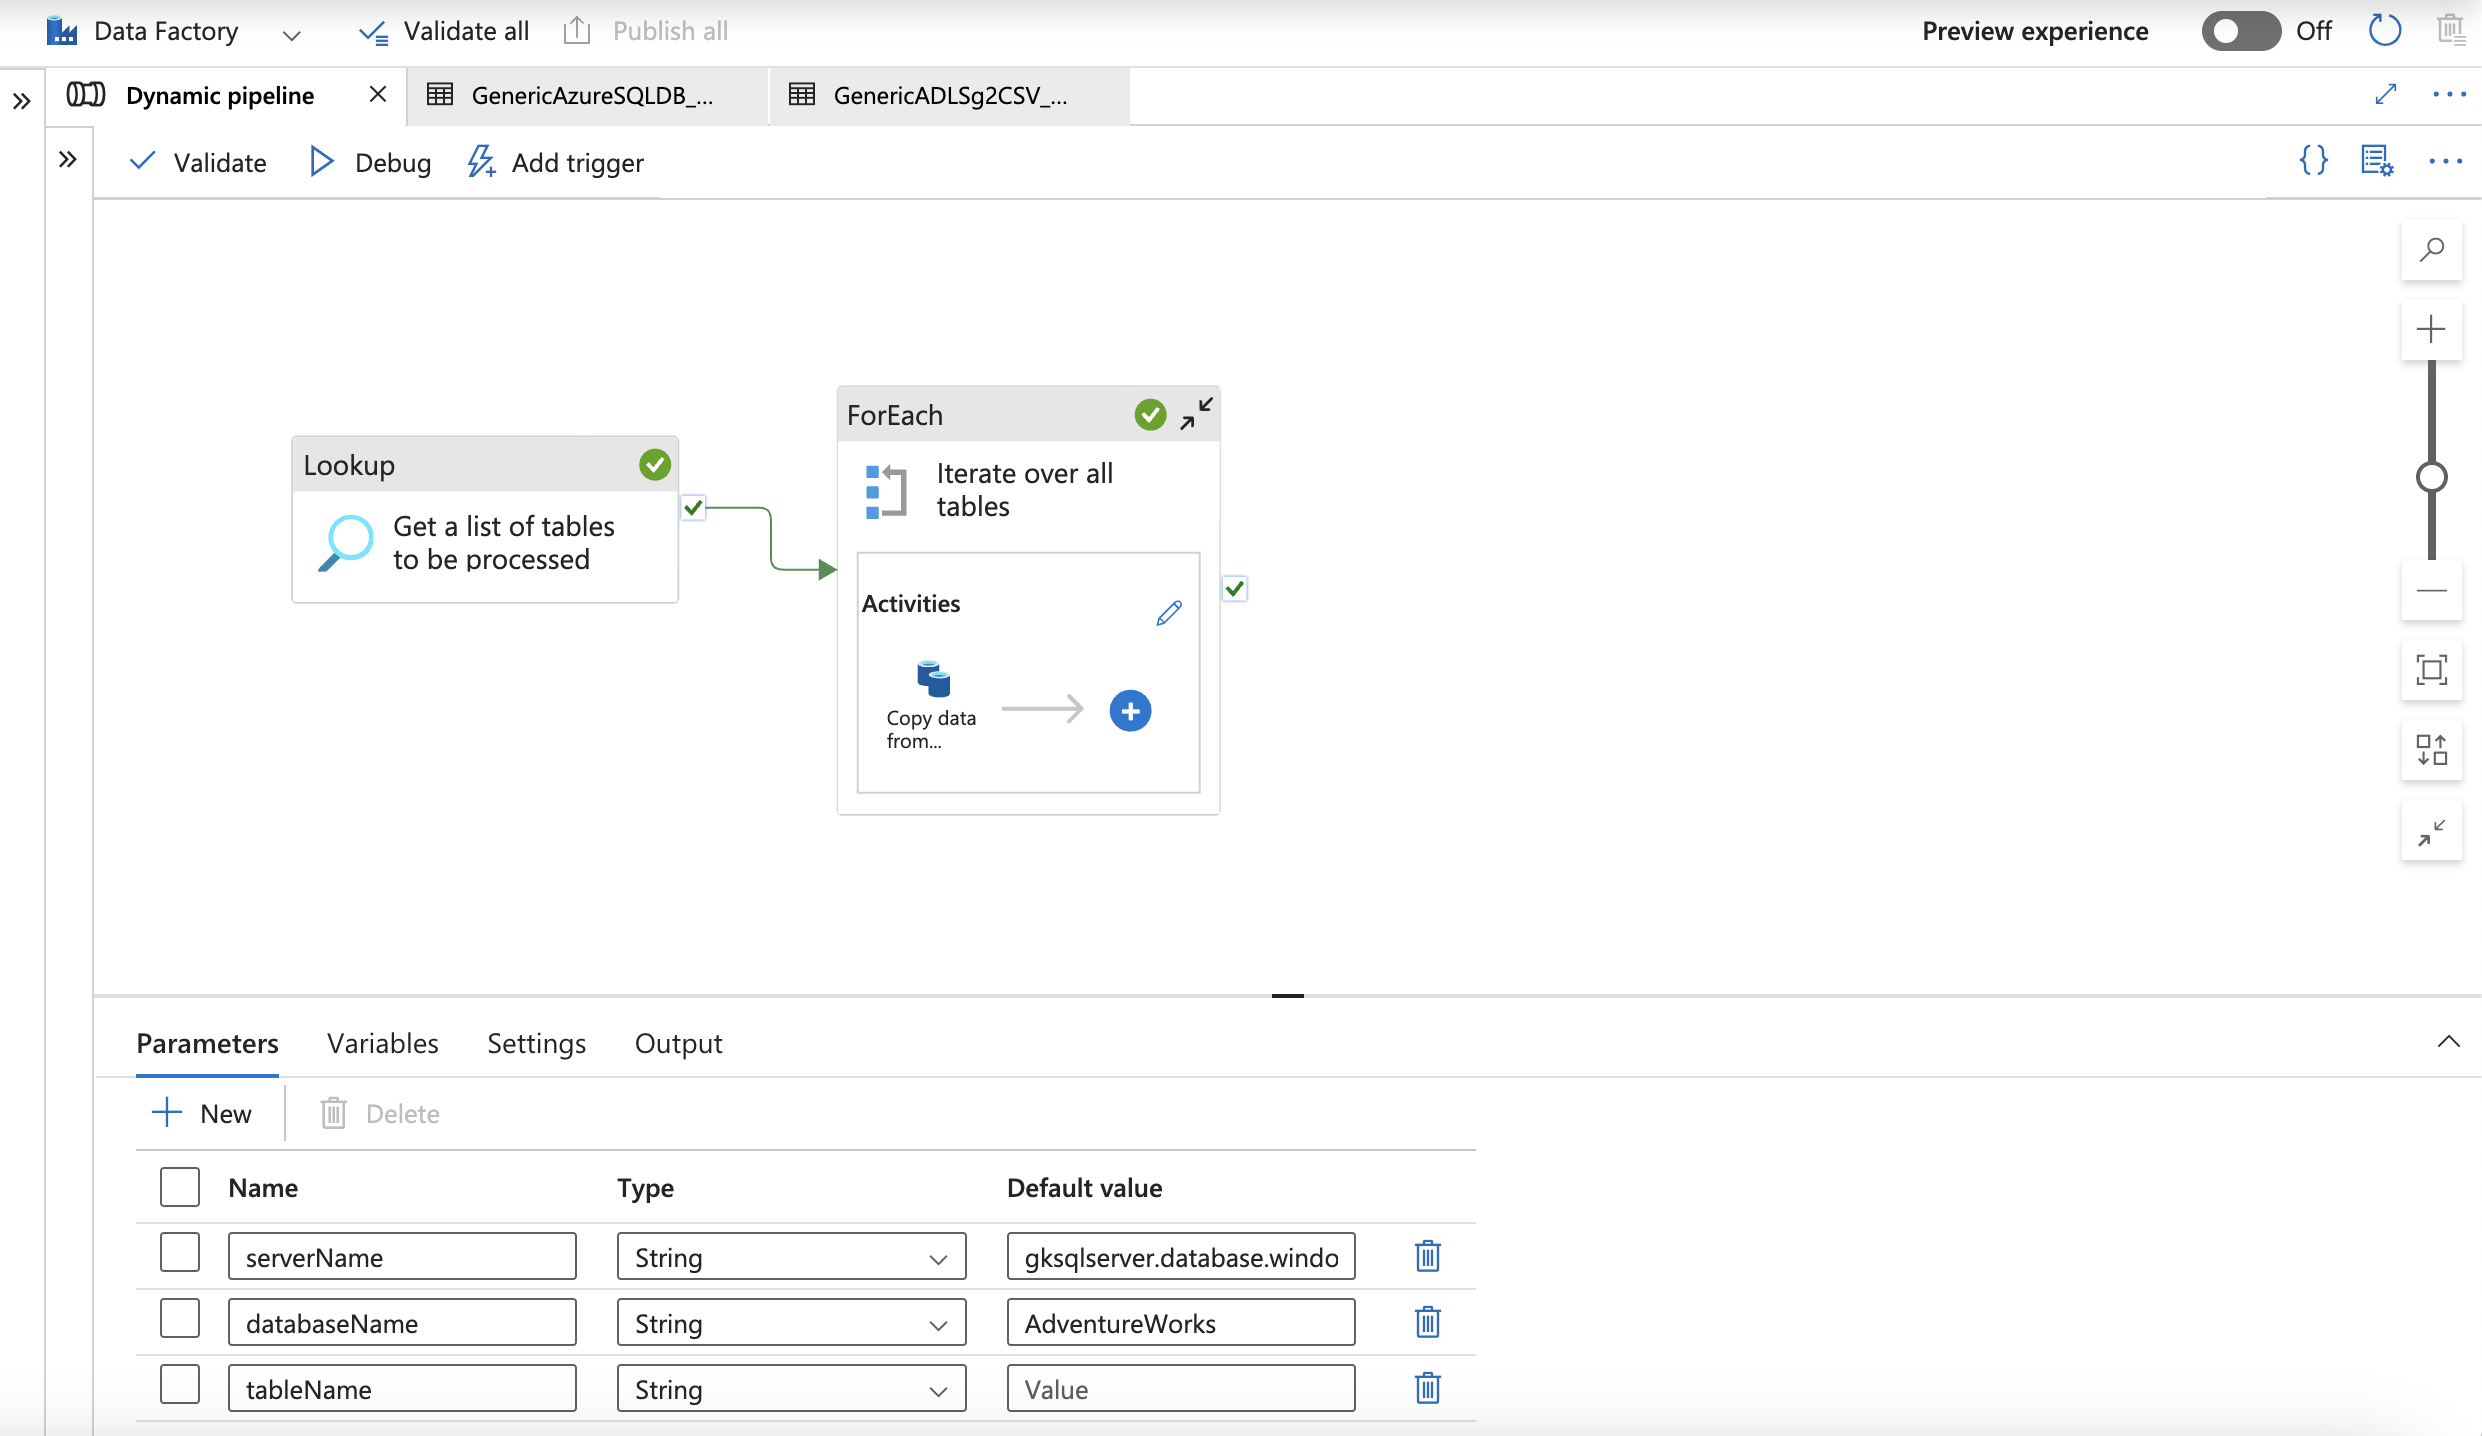 Data Factory
Validate all
Publish all
Preview experience
Off
Dynamic pipeline
GenericAzureSQLDB_...
GenericADLSg2CSV_...
Validate
Debug
Add trigger
{}
Lookup
Get a list of tables
to be processed
ForEach
Iterate over all
tables
Activities
Copy data
from...
Parameters
Variables
Settings
Output
New
Delete
Name
Type
Default value
serverName
String
gksqlserver.database.windo
databaseName
String
AdventureWorks
tableName
String
Value